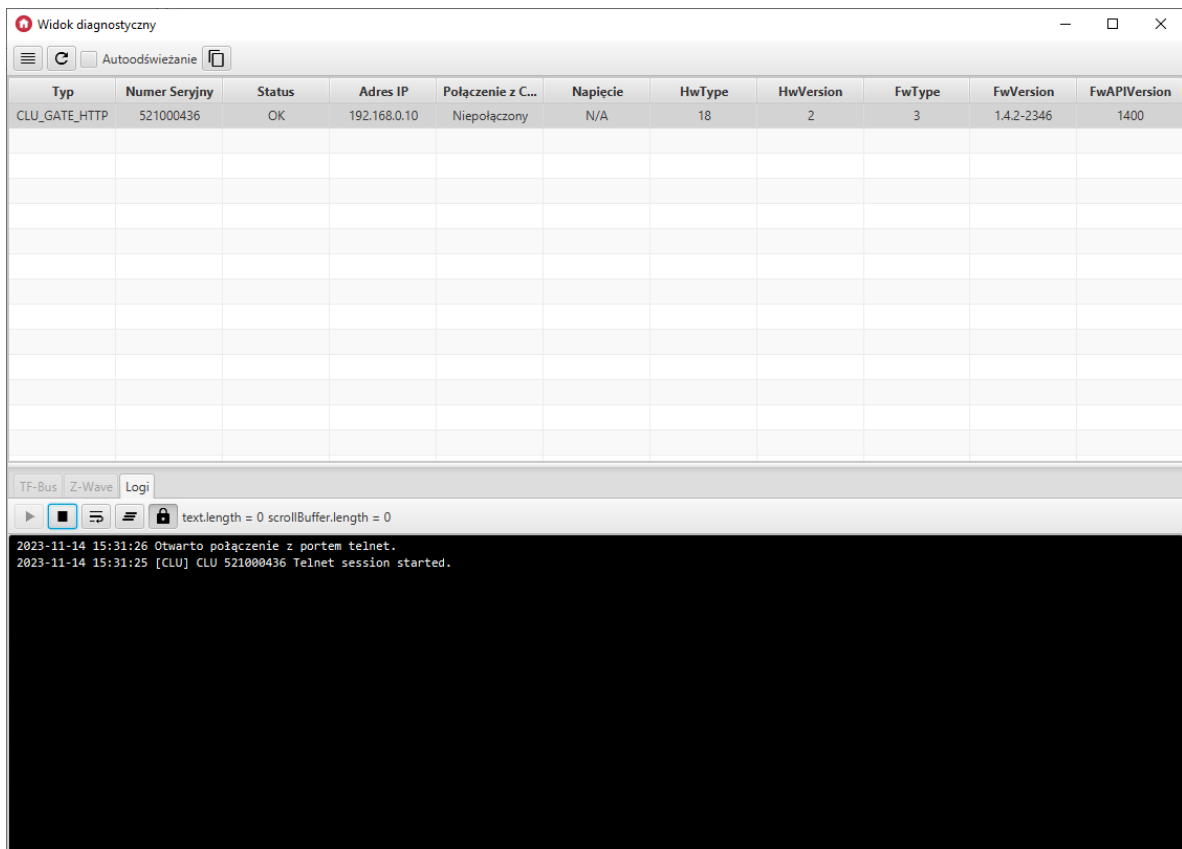 Widok diagnostyczny
Autoodświeżanie
Typ Numer Seryjny Status Adres IP Połączenie z C... Napięcie HwType HwVersion FwType FwVersion FwAPIVersion
CLU_GATE_HTTP 521000436 OK 192.168.0.10 Niepołączony N/A 18 2 3 1.4.2-2346 1400
TF-Bus Z-Wave Logi
text.length = 0 scrollBuffer.length = 0
2023-11-14 15:31:26 Otwarto połączenie z portem telnet.
2023-11-14 15:31:25 [CLU] CLU 521000436 Telnet session started.